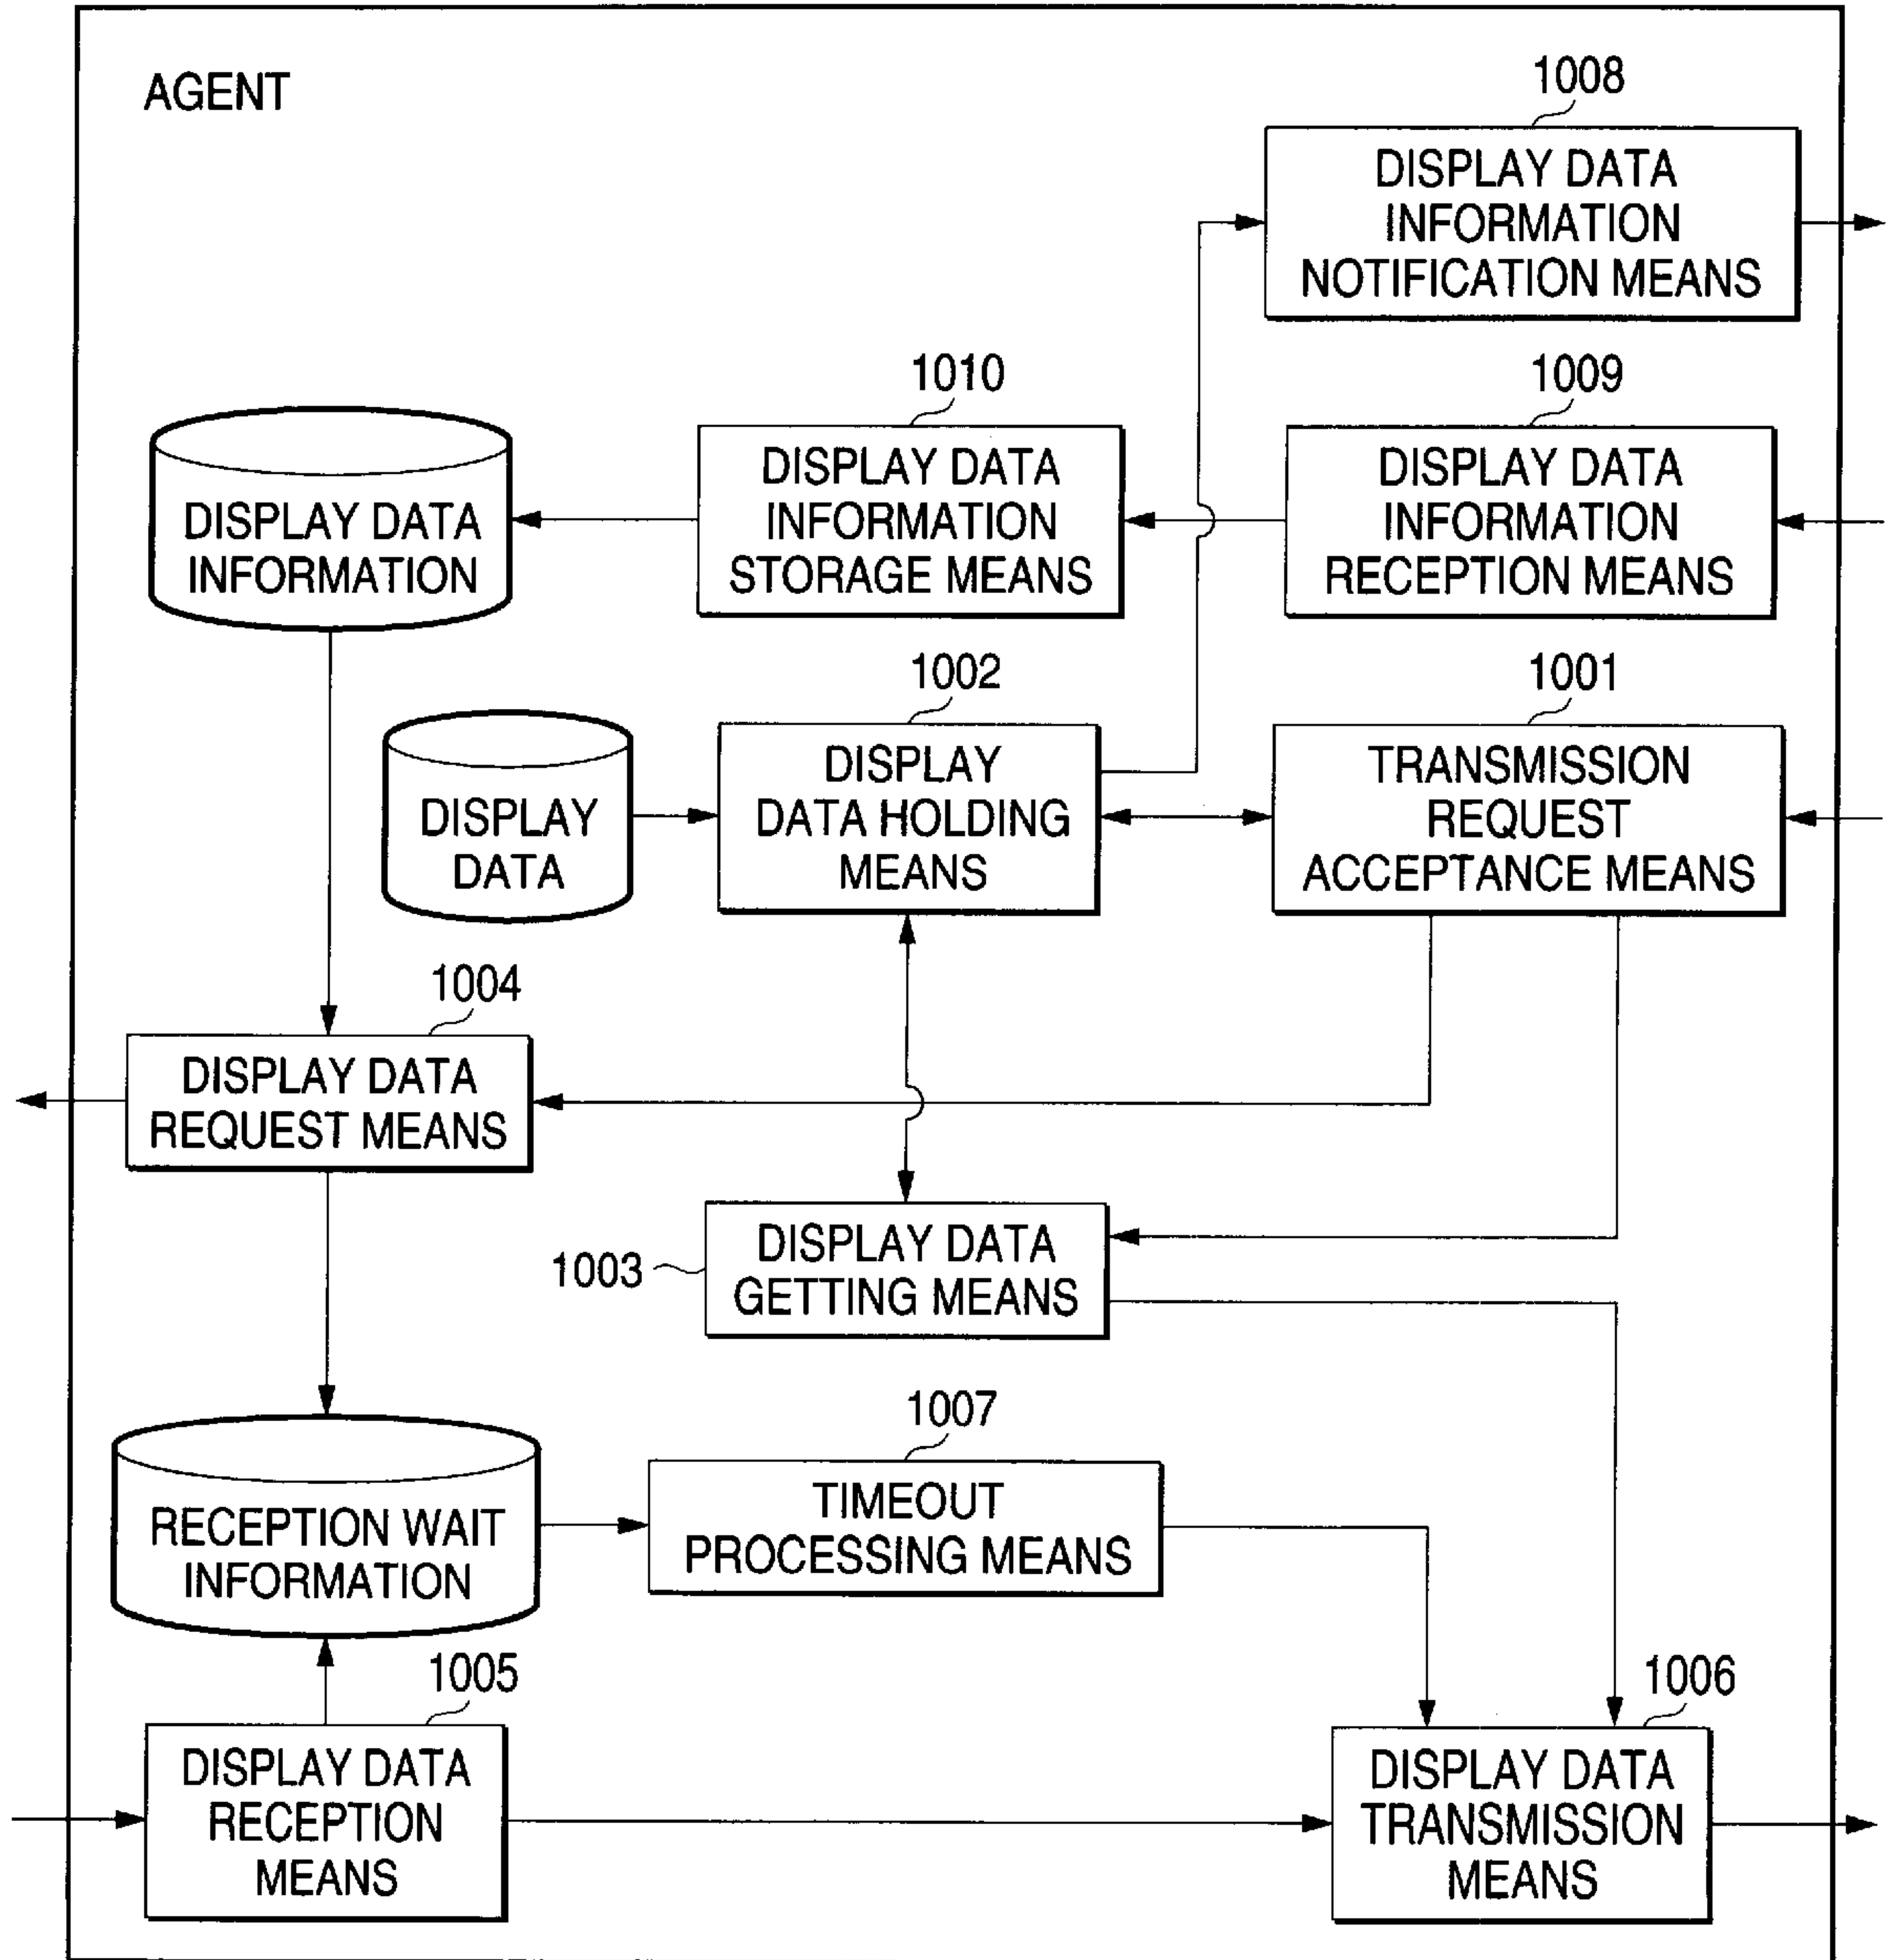 AGENT
1008
DISPLAY DATA
INFORMATION
NOTIFICATION MEANS
1010
DISPLAY DATA
INFORMATION
STORAGE MEANS
1009
DISPLAY DATA
INFORMATION
RECEPTION MEANS
DISPLAY DATA
INFORMATION
DISPLAY
DATA
1002
DISPLAY
DATA HOLDING
MEANS
1001
TRANSMISSION
REQUEST
ACCEPTANCE MEANS
1004
DISPLAY DATA
REQUEST MEANS
1003
DISPLAY DATA
GETTING MEANS
RECEPTION WAIT
INFORMATION
1007
TIMEOUT
PROCESSING MEANS
1005
DISPLAY DATA
RECEPTION
MEANS
1006
DISPLAY DATA
TRANSMISSION
MEANS